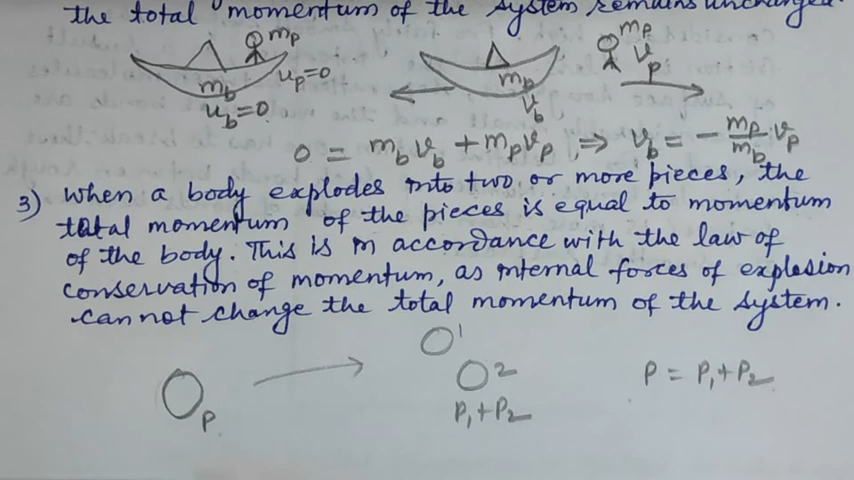 the total momentum of the system remains unchanged.
mp
mb
up=0
ub=0
mp
vp
mb
vb
0 = mbvb + mpvp, ⇒ vb = - mp/mb vp
3) When a body explodes into two or more pieces, the
total momentum of the pieces is equal to momentum
of the body. This is in accordance with the law of
conservation of momentum, as internal forces of explosion
cannot change the total momentum of the system.
1
2
P
P1+P2
P = P1+P2